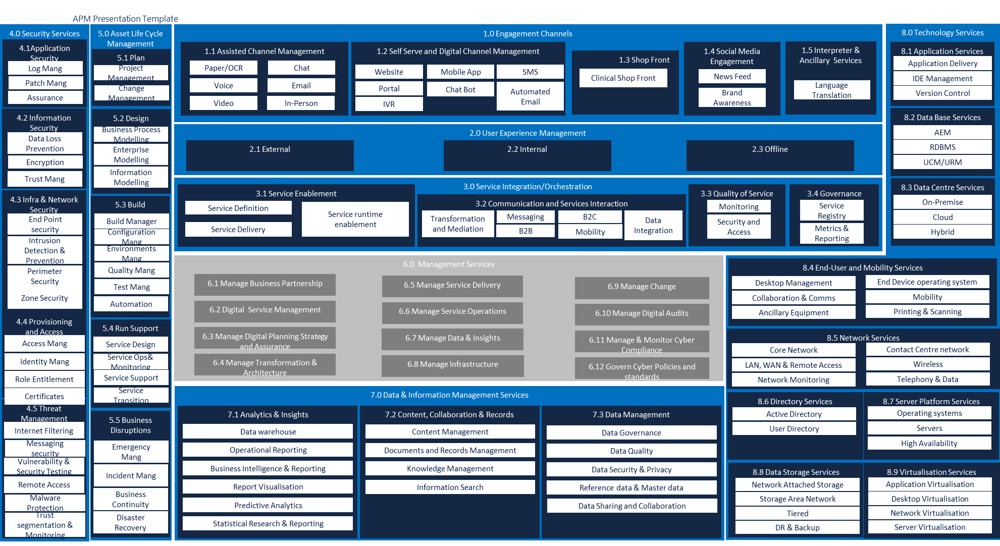 APM Presentation Template
4.0 Security Services
4.1Application
Security
Log Mang
Patch Mang
Assurance
4.2 Information
Security
Data Loss
Prevention
Encryption
Trust Mang
4.3 Infra & Network
Security
End Point
security
Intrusion
Detection &
Prevention
Perimeter
Security
Zone Security
4.4 Provisioning
and Access
Access Mang
Identity Mang
Role Entitlement
Certificates
4.5 Threat
Management
Internet Filtering
Messaging
security
Vulnerability &
Security Testing
Remote Access
Malware
Protection
Trust
segmentation &
Monitoring
5.0 Asset Life Cycle
Management
5.1 Plan
Project
Management
Change
Management
5.2 Design
Business Process
Modelling
Enterprise
Modelling
Information
Modelling
5.3 Build
Build Manager
Configuration
Mang
Environments
Mang
Quality Mang
Test Mang
Automation
5.4 Run Support
Service Design
Service Ops&
Monitoring
Service Support
Service
Transition
5.5 Business
Disruptions
Emergency
Mang
Incident Mang
Business
Continuity
Disaster
Recovery
1.0 Engagement Channels
1.1 Assisted Channel Management
Paper/OCR
Chat
Voice
Email
Video
In-Person
1.2 Self Serve and Digital Channel Management
Website
Mobile App
SMS
Portal
Chat Bot
Automated
Email
IVR
1.3 Shop Front
Clinical Shop Front
1.4 Social Media
Engagement
News Feed
Brand
Awareness
1.5 Interpreter &
Ancillary Services
Language
Translation
2.0 User Experience Management
2.1 External
2.2 Internal
2.3 Offline
3.0 Service Integration/Orchestration
3.1 Service Enablement
Service Definition
Service Delivery
Service runtime
enablement
3.2 Communication and Services Interaction
Transformation
and Mediation
Messaging
B2B
B2C
Mobility
Data
Integration
3.3 Quality of Service
Monitoring
Security and
Access
3.4 Governance
Service
Registry
Metrics &
Reporting
6.0 Management Services
6.1 Manage Business Partnership
6.2 Digital Service Management
6.3 Manage Digital Planning Strategy
and Assurance
6.4 Manage Transformation &
Architecture
6.5 Manage Service Delivery
6.6 Manage Service Operations
6.7 Manage Data & Insights
6.8 Manage Infrastructure
6.9 Manage Change
6.10 Manage Digital Audits
6.11 Manage & Monitor Cyber
Compliance
6.12 Govern Cyber Policies and
standards
7.0 Data & Information Management Services
7.1 Analytics & Insights
Data warehouse
Operational Reporting
Business Intelligence & Reporting
Report Visualisation
Predictive Analytics
Statistical Research & Reporting
7.2 Content, Collaboration & Records
Content Management
Documents and Records Management
Knowledge Management
Information Search
7.3 Data Management
Data Governance
Data Quality
Data Security & Privacy
Reference data & Master data
Data Sharing and Collaboration
8.0 Technology Services
8.1 Application Services
Application Delivery
IDE Management
Version Control
8.2 Data Base Services
AEM
RDBMS
UCM/URM
8.3 Data Centre Services
On-Premise
Cloud
Hybrid
8.4 End-User and Mobility Services
Desktop Management
Collaboration & Comms
Ancillary Equipment
End Device operating system
Mobility
Printing & Scanning
8.5 Network Services
Core Network
LAN, WAN & Remote Access
Network Monitoring
Contact Centre network
Wireless
Telephony & Data
8.6 Directory Services
Active Directory
User Directory
8.7 Server Platform Services
Operating systems
Servers
High Availability
8.8 Data Storage Services
Network Attached Storage
Storage Area Network
Tiered
DR & Backup
8.9 Virtualisation Services
Application Virtualisation
Desktop Virtualisation
Network Virtualisation
Server Virtualisation